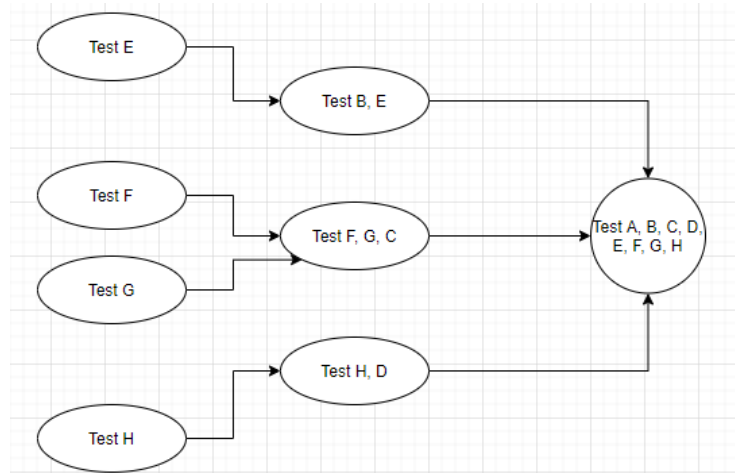 Test E
Test B, E
Test F
Test F, G, C
Test A, B, C, D,
E, F, G, H
Test G
Test H, D
Test H